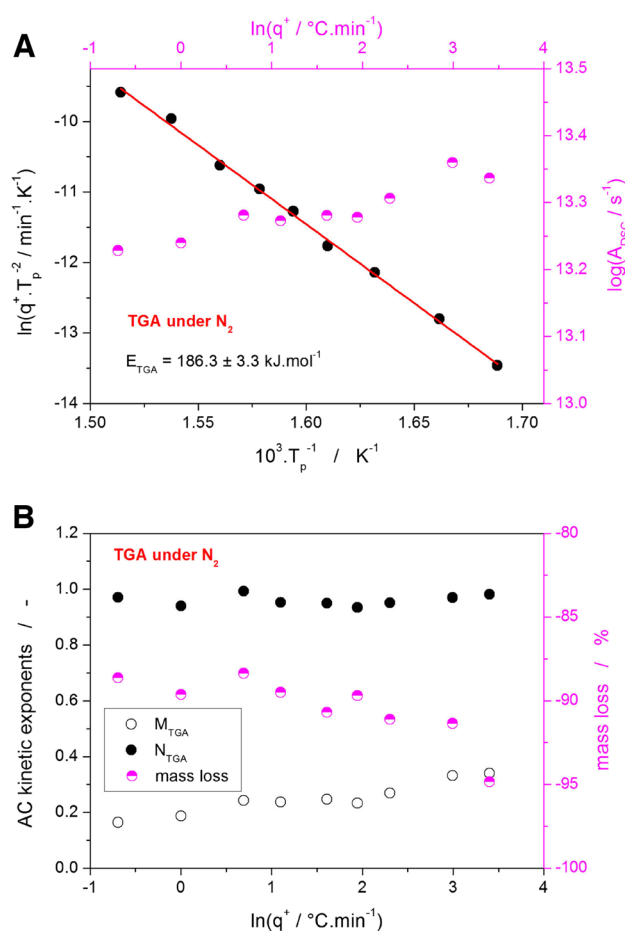 A
ln(q⁺ / °C.min⁻¹)
-1 0 1 2 3 4
ln(q⁺.Tₚ⁻² / min⁻¹.K⁻¹)
-10
-11
-12
-13
-14
13.5
13.4
13.3
13.2
13.1
13.0
log(A_DSC / s⁻¹)
TGA under N₂
E_TGA = 186.3 ± 3.3 kJ.mol⁻¹
1.50 1.55 1.60 1.65 1.70
10³.Tₚ⁻¹ / K⁻¹
B
AC kinetic exponents / -
1.2
1.0
0.8
0.6
0.4
0.2
0.0
TGA under N₂
M_TGA
N_TGA
mass loss
-80
-85
-90
-95
-100
mass loss / %
-1 0 1 2 3 4
ln(q⁺ / °C.min⁻¹)